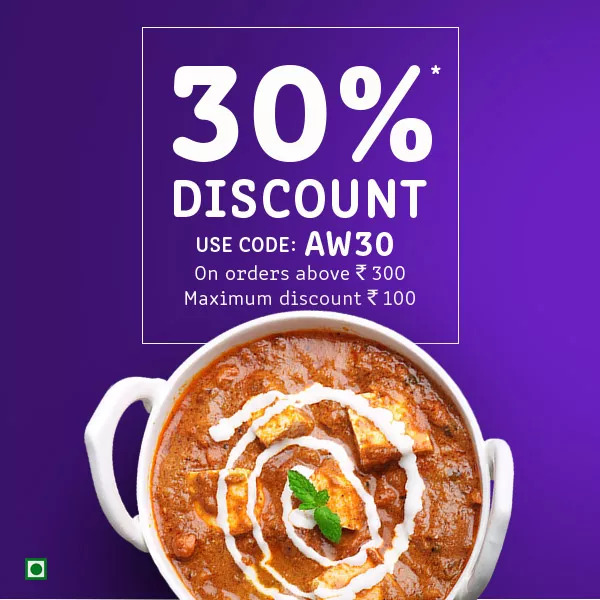 30%*
DISCOUNT
USE CODE: AW30
On orders above ₹ 300
Maximum discount ₹ 100